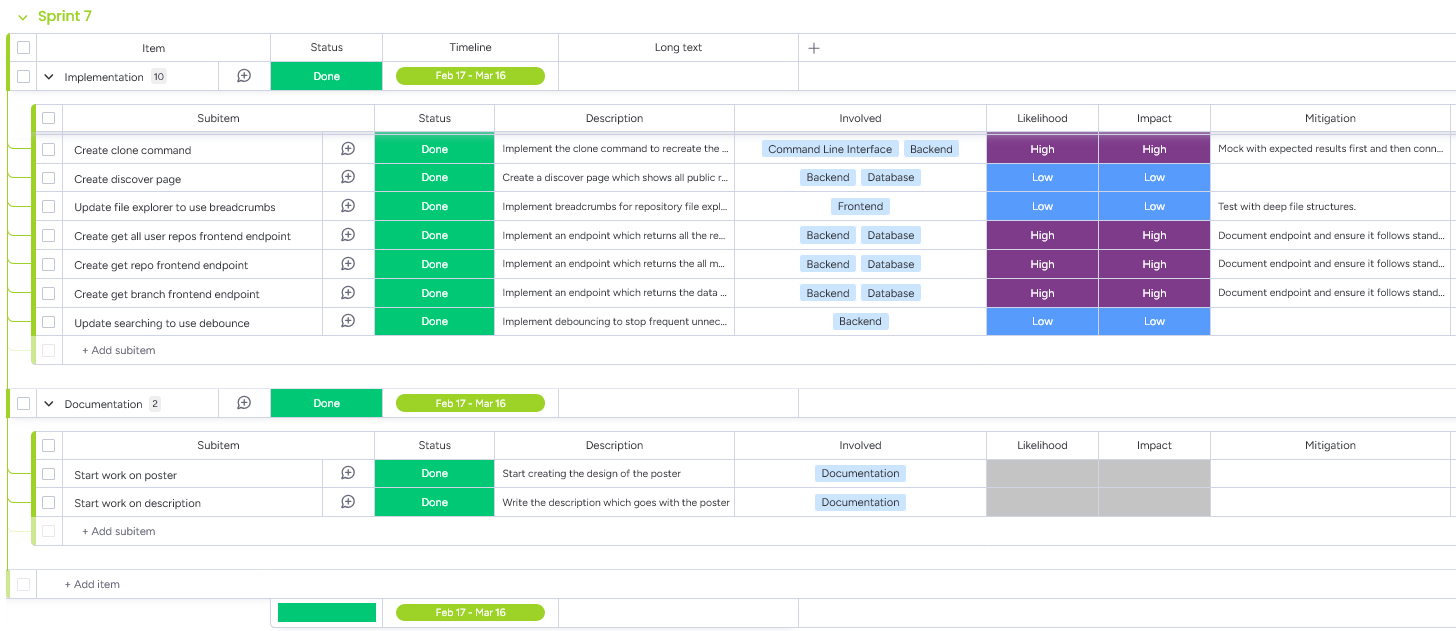 Sprint 7
Item Status Timeline Long text
Implementation 10 Done Feb 17 - Mar 16
Subitem Status Description Involved Likelihood Impact Mitigation
Create clone command Done Implement the clone command to recreate the ... Command Line Interface Backend High High Mock with expected results first and then conn...
Create discover page Done Create a discover page which shows all public r... Backend Database Low Low
Update file explorer to use breadcrumbs Done Implement breadcrumbs for repository file expl... Frontend Low Low Test with deep file structures.
Create get all user repos frontend endpoint Done Implement an endpoint which returns all the re... Backend Database High High Document endpoint and ensure it follows stand...
Create get repo frontend endpoint Done Implement an endpoint which returns the all m... Backend Database High High Document endpoint and ensure it follows stand...
Create get branch frontend endpoint Done Implement an endpoint which returns the data ... Backend Database High High Document endpoint and ensure it follows stand...
Update searching to use debounce Done Implement debouncing to stop frequent unnec... Backend Low Low
+ Add subitem
Documentation 2 Done Feb 17 - Mar 16
Subitem Status Description Involved Likelihood Impact Mitigation
Start work on poster Done Start creating the design of the poster Documentation
Start work on description Done Write the description which goes with the poster Documentation
+ Add subitem
+ Add item
Feb 17 - Mar 16